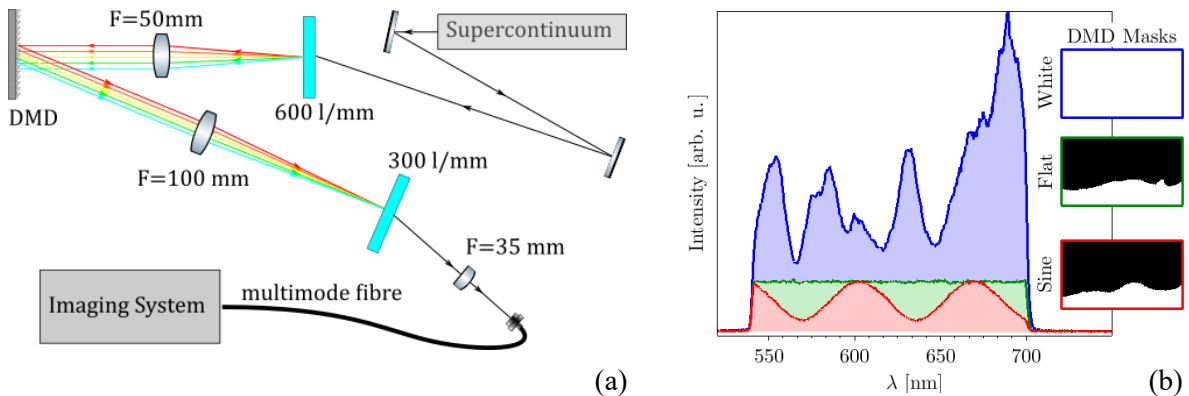 F=50mm
Supercontinuum
DMD
600 l/mm
300 l/mm
F=100 mm
F=35 mm
Imaging System
multimode fibre
(a)
Intensity [arb. u.]
DMD Masks
White
Flat
Sine
550 600 650 700
λ [nm]
(b)